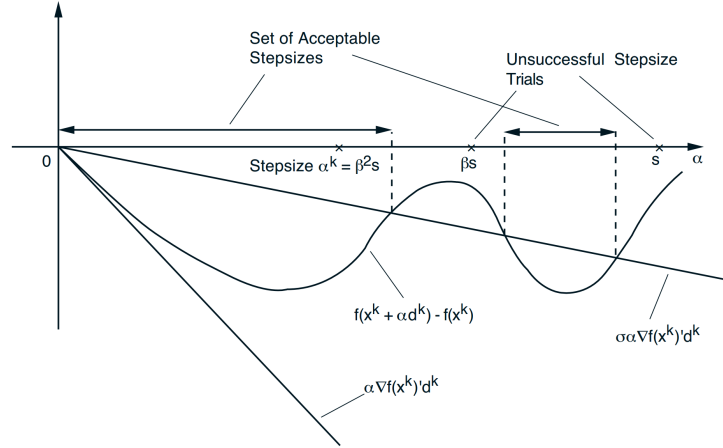 Set of Acceptable
Stepsizes
Unsuccessful Stepsize
Trials
0
Stepsize αᵏ = β²s
βs
s
α
f(xᵏ + αdᵏ) - f(xᵏ)
σα∇f(xᵏ)'dᵏ
α∇f(xᵏ)'dᵏ